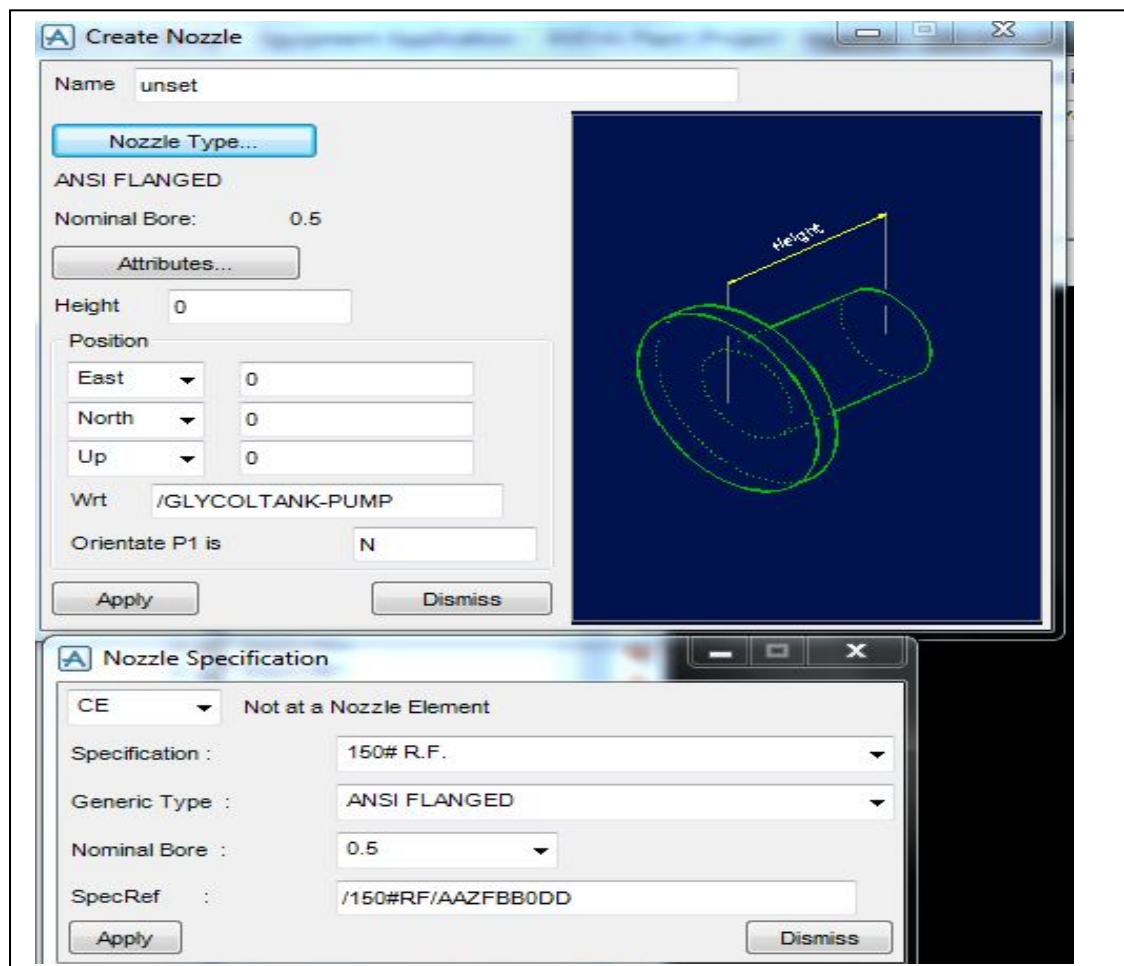 Create Nozzle
Name unset
Nozzle Type...
ANSI FLANGED
Nominal Bore: 0.5
Attributes...
Height 0
Position
East 0
North 0
Up 0
Wrt /GLYCOLTANK-PUMP
Orientate P1 is N
Apply Dismiss
Height
Nozzle Specification
CE Not at a Nozzle Element
Specification : 150# R.F.
Generic Type : ANSI FLANGED
Nominal Bore : 0.5
SpecRef : /150#RF/AAZFBB0DD
Apply Dismiss